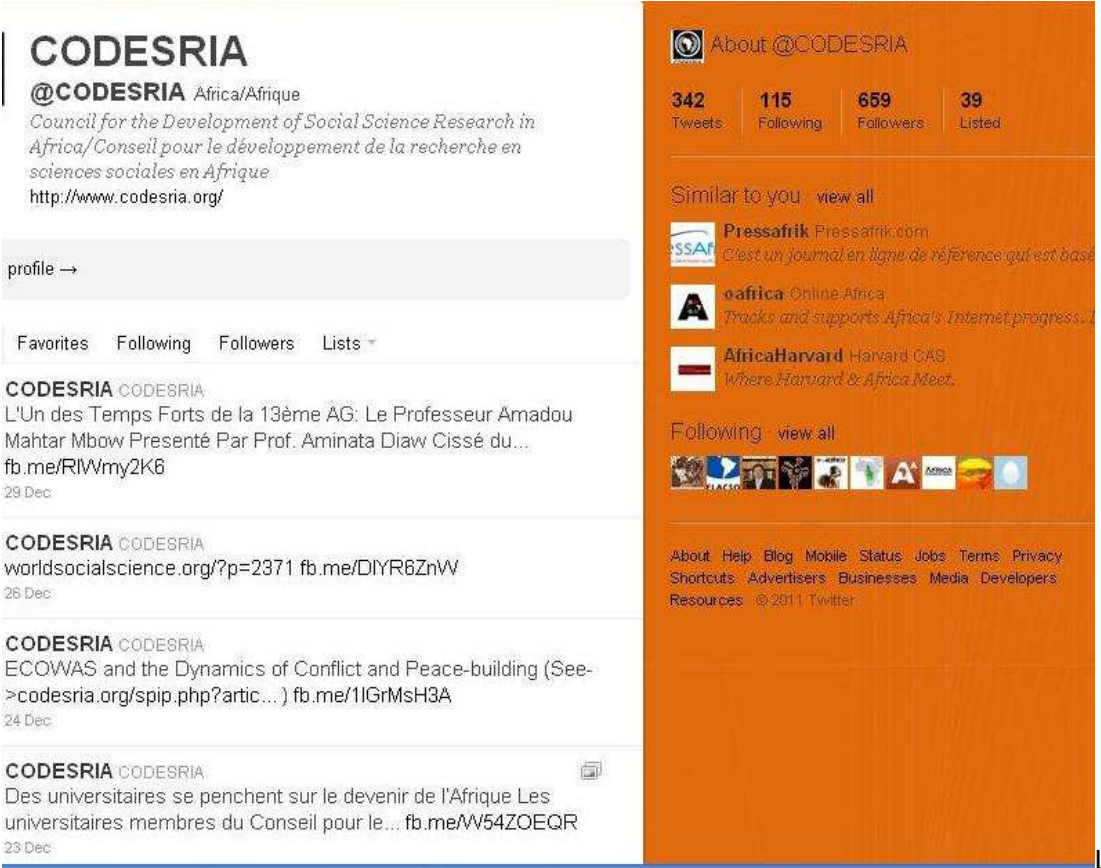 CODESRIA
@CODESRIA Africa/Afrique
Council for the Development of Social Science Research in
Africa/Conseil pour le développement de la recherche en
sciences sociales en Afrique
http://www.codesria.org/
profile →
Favorites Following Followers Lists
CODESRIA CODESRIA
L'Un des Temps Forts de la 13ème AG: Le Professeur Amadou
Mahtar Mbow Presenté Par Prof. Aminata Diaw Cissé du...
fb.me/RIWmy2K6
29 Dec
CODESRIA CODESRIA
worldsocialscience.org/?p=2371 fb.me/DIYR6ZnW
26 Dec
CODESRIA CODESRIA
ECOWAS and the Dynamics of Conflict and Peace-building (See-
>codesria.org/spip.php?artic... ) fb.me/1IGrMsH3A
24 Dec
CODESRIA CODESRIA
Des universitaires se penchent sur le devenir de l'Afrique Les
universitaires membres du Conseil pour le... fb.me/W54ZOEQR
23 Dec
About @CODESRIA
342 115 659 39
Tweets Following Followers Listed
Similar to you · view all
Pressafrik Pressafrik.com
C'est un journal en ligne de référence qui est basé
oafrica Online Africa
Tracks and supports Africa's Internet progress.
AfricaHarvard Harvard CAS
Where Harvard & Africa Meet.
Following · view all
FLACSO
AFRICA
About Help Blog Mobile Status Jobs Terms Privacy
Shortcuts Advertisers Businesses Media Developers
Resources © 2011 Twitter